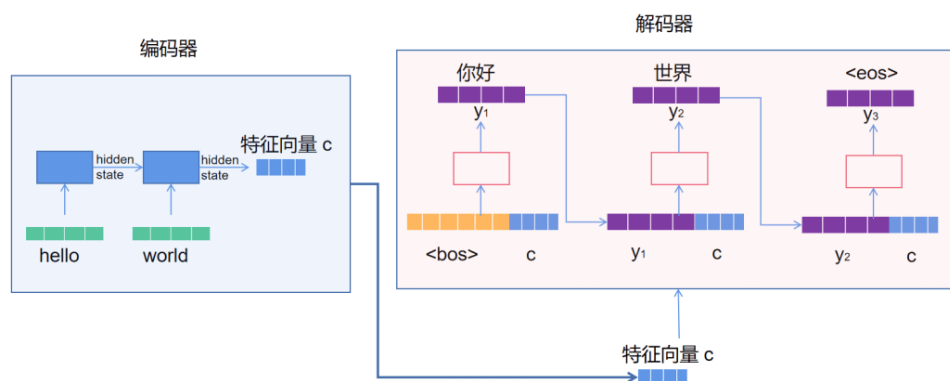 编码器
hidden
state
hidden
state
特征向量 c
hello
world
解码器
你好
世界
<eos>
y₁
y₂
y₃
<bos>
c
y₁
c
y₂
c
特征向量 c